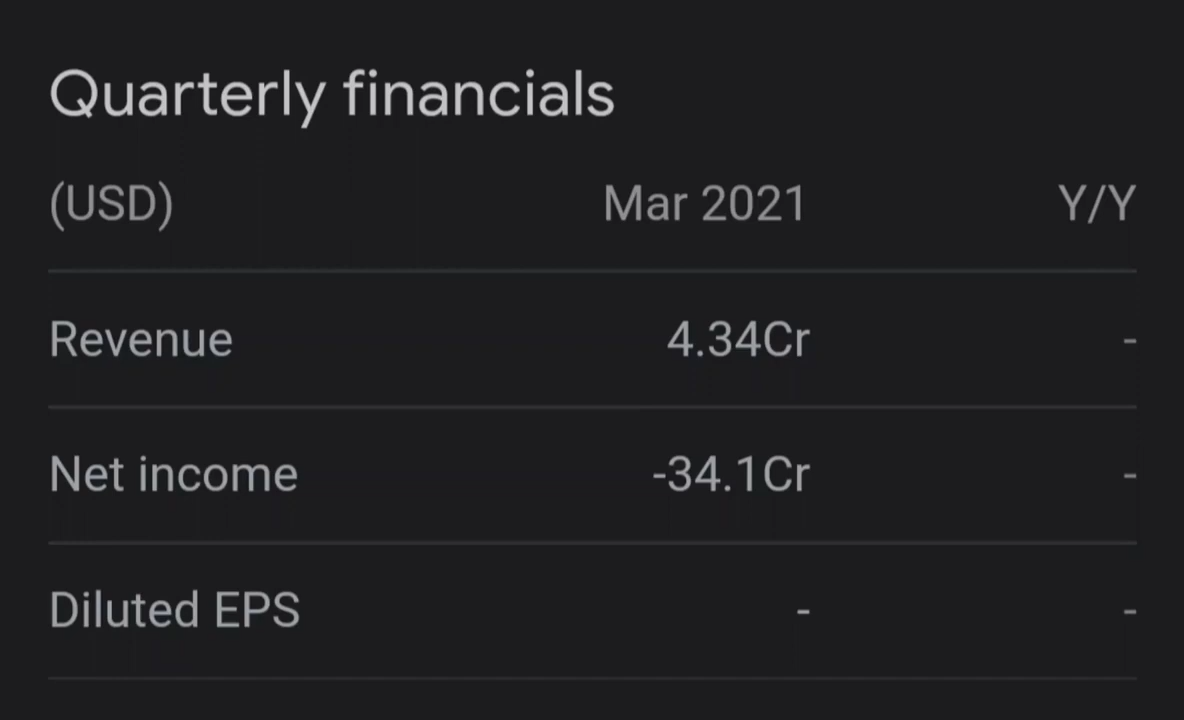 Quarterly financials
(USD) Mar 2021 Y/Y
Revenue 4.34Cr -
Net income -34.1Cr -
Diluted EPS - -